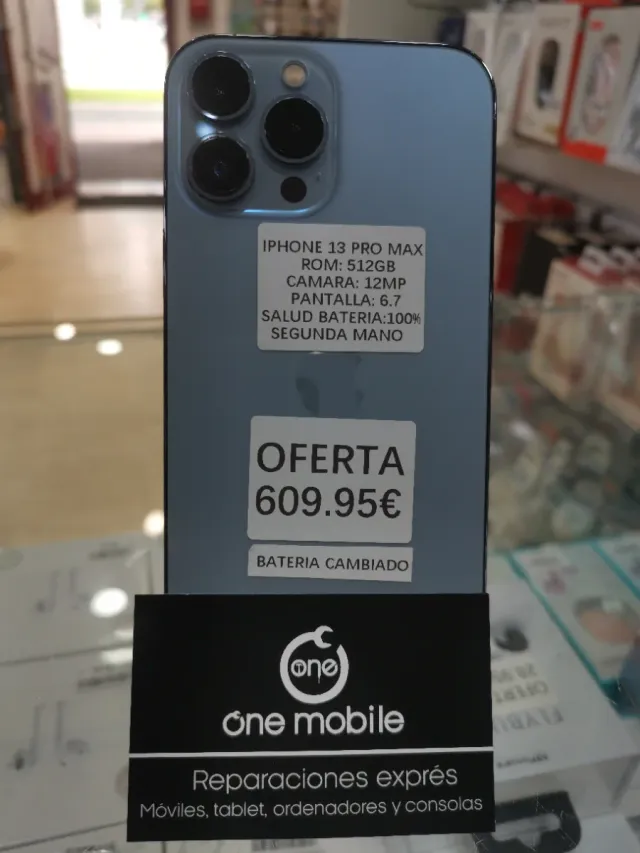 IPHONE 13 PRO MAX
ROM: 512GB
CAMARA: 12MP
PANTALLA: 6.7
SALUD BATERIA:100%
SEGUNDA MANO
OFERTA
609.95€
BATERIA CAMBIADO
one
one mobile
Reparaciones exprés
Móviles, tablet, ordenadores y consolas